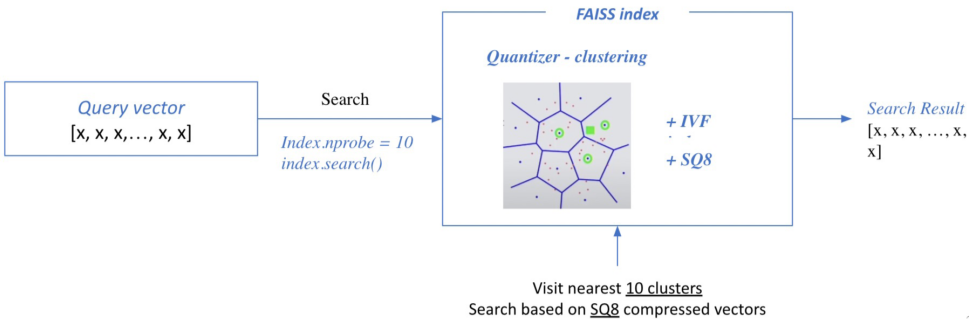 FAISS index
Quantizer - clustering
Query vector
[x, x, x,…, x, x]
Search
Index.nprobe = 10
index.search()
+ IVF
+ SQ8
Search Result
[x, x, x, …, x,
x]
Visit nearest 10 clusters
Search based on SQ8 compressed vectors